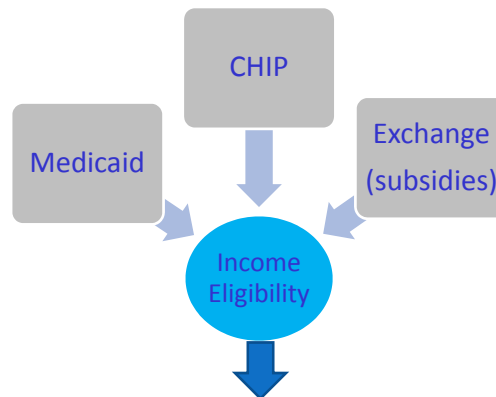 CHIP
Medicaid
Exchange
(subsidies)
Income
Eligibility